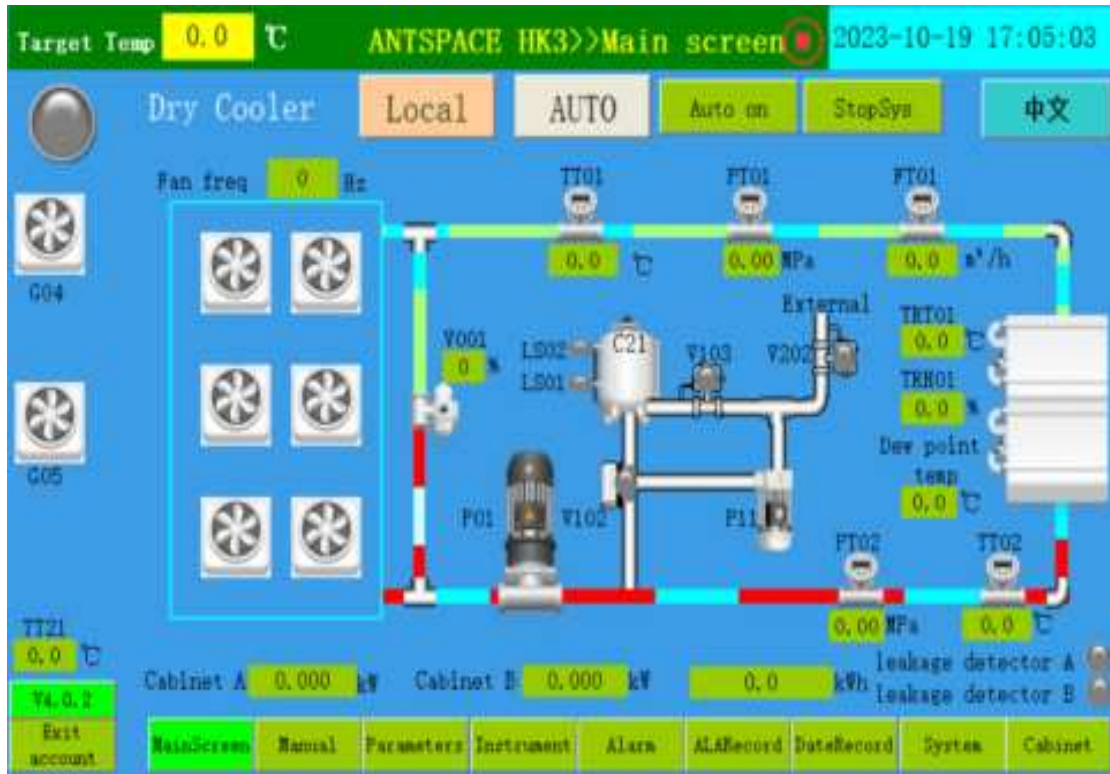 Target Temp 0.0 ℃ ANTSPACE HK3>>Main screen 2023-10-19 17:05:03
Dry Cooler Local AUTO Auto on StopSys 中文
Fan freq 0 Hz
TT01 PT01 FT01
0.0 ℃ 0.00 MPa 0.0 m³/h
G04
External
TRT01
0.0 ℃
V001
0 %
LS02
LS01
C21
V103 V202
TRH01
0.0 %
Dew point
temp
0.0 ℃
G05
P01 V102 P11
PT02 TT02
0.00 MPa 0.0 ℃
TT21
0.0 ℃
leakage detector A
Cabinet A 0.000 kW Cabinet B 0.000 kW 0.0 kWh
leakage detector B
V4.0.2
Exit
account
MainScreen Manual Parameters Instrument Alarm ALARecord DateRecord System Cabinet